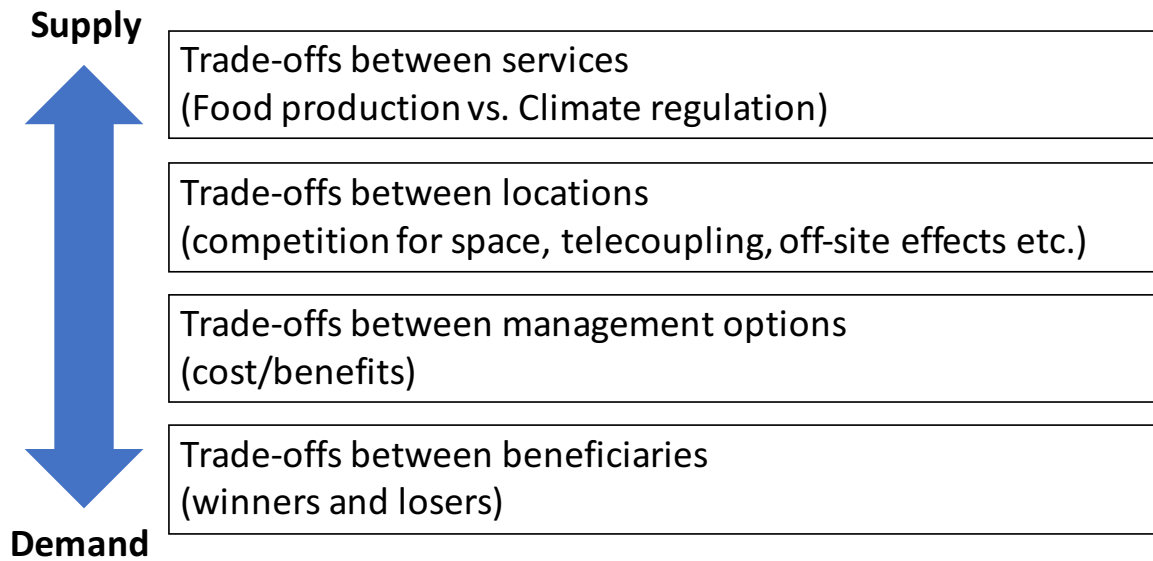 Supply
Trade-offs between services
(Food production vs. Climate regulation)
Trade-offs between locations
(competition for space, telecoupling, off-site effects etc.)
Trade-offs between management options
(cost/benefits)
Trade-offs between beneficiaries
(winners and losers)
Demand